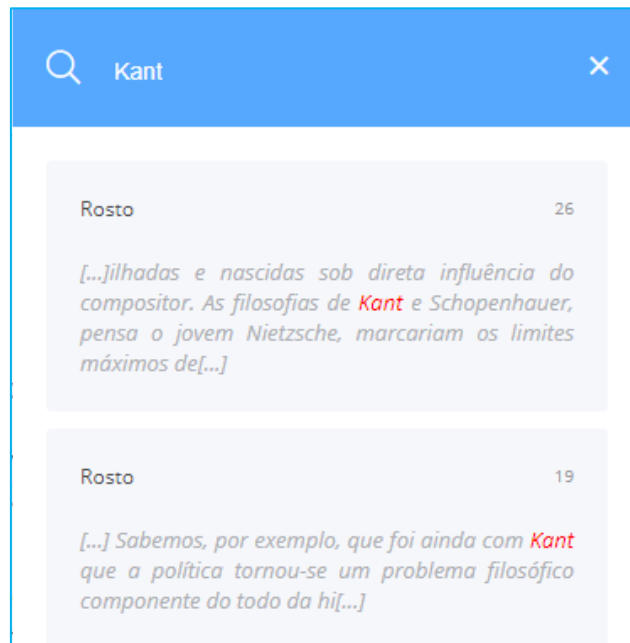 Kant
Rosto 26
[...]ilhadas e nascidas sob direta influência do
compositor. As filosofias de Kant e Schopenhauer,
pensa o jovem Nietzsche, marcariam os limites
máximos de[...]
Rosto 19
[...] Sabemos, por exemplo, que foi ainda com Kant
que a política tornou-se um problema filosófico
componente do todo da hi[...]